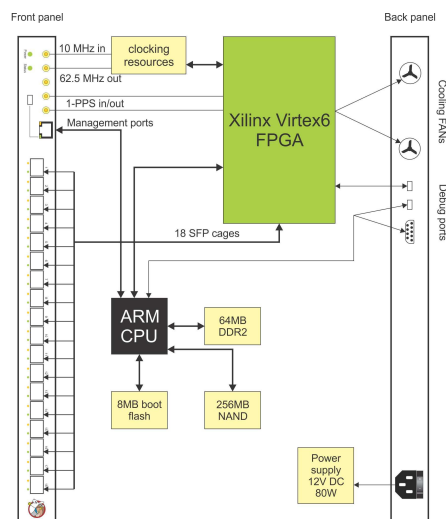 Front panel
Back panel
10 MHz in
clocking
resources
62.5 MHz out
1-PPS in/out
Management ports
Xilinx Virtex6
FPGA
Cooling FANs
Debug ports
18 SFP cages
ARM
CPU
64MB
DDR2
8MB boot
flash
256MB
NAND
Power
supply
12V DC
80W